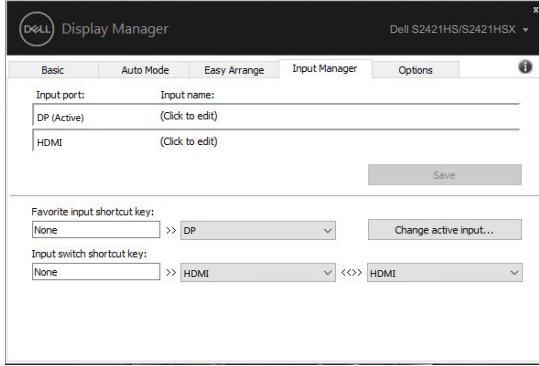 DELL Display Manager Dell S2421HS/S2421HSX
Basic Auto Mode Easy Arrange Input Manager Options
Input port: Input name:
DP (Active) (Click to edit)
HDMI (Click to edit)
Save
Favorite input shortcut key:
None >> DP Change active input...
Input switch shortcut key:
None >> HDMI <<>> HDMI